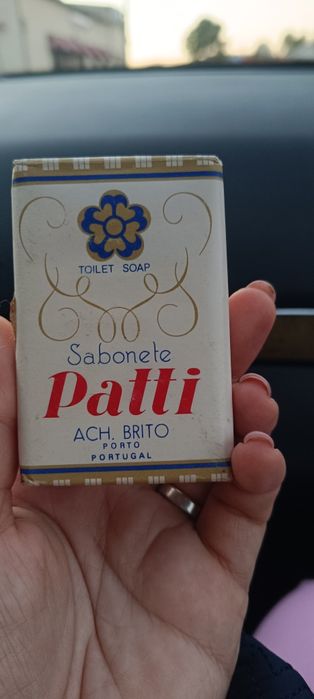 TOILET SOAP
Sabonete
Patti
ACH. BRITO
PORTO
PORTUGAL